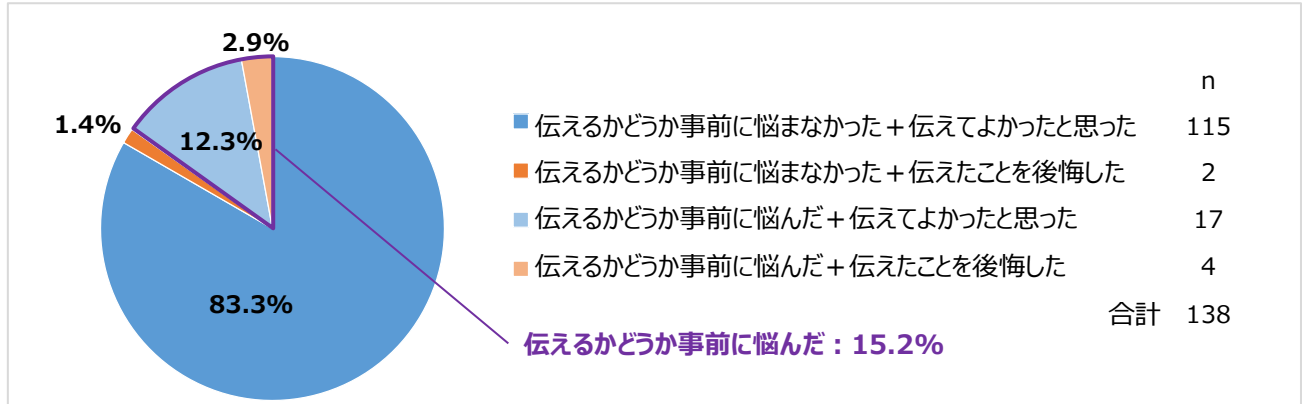 2.9%
1.4%
12.3%
83.3%
n
伝えるかどうか事前に悩まなかった＋伝えてよかったと思った 115
伝えるかどうか事前に悩まなかった＋伝えたことを後悔した 2
伝えるかどうか事前に悩んだ＋伝えてよかったと思った 17
伝えるかどうか事前に悩んだ＋伝えたことを後悔した 4
合計 138
伝えるかどうか事前に悩んだ：15.2%